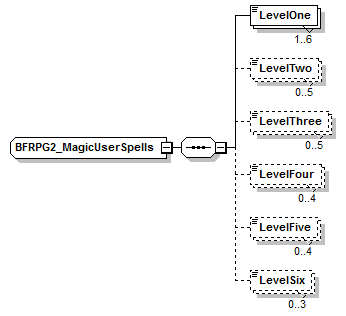 LevelOne
1..6
LevelTwo
0..5
LevelThree
0..5
BFRPG2_MagicUserSpells
LevelFour
0..4
LevelFive
0..4
LevelSix
0..3